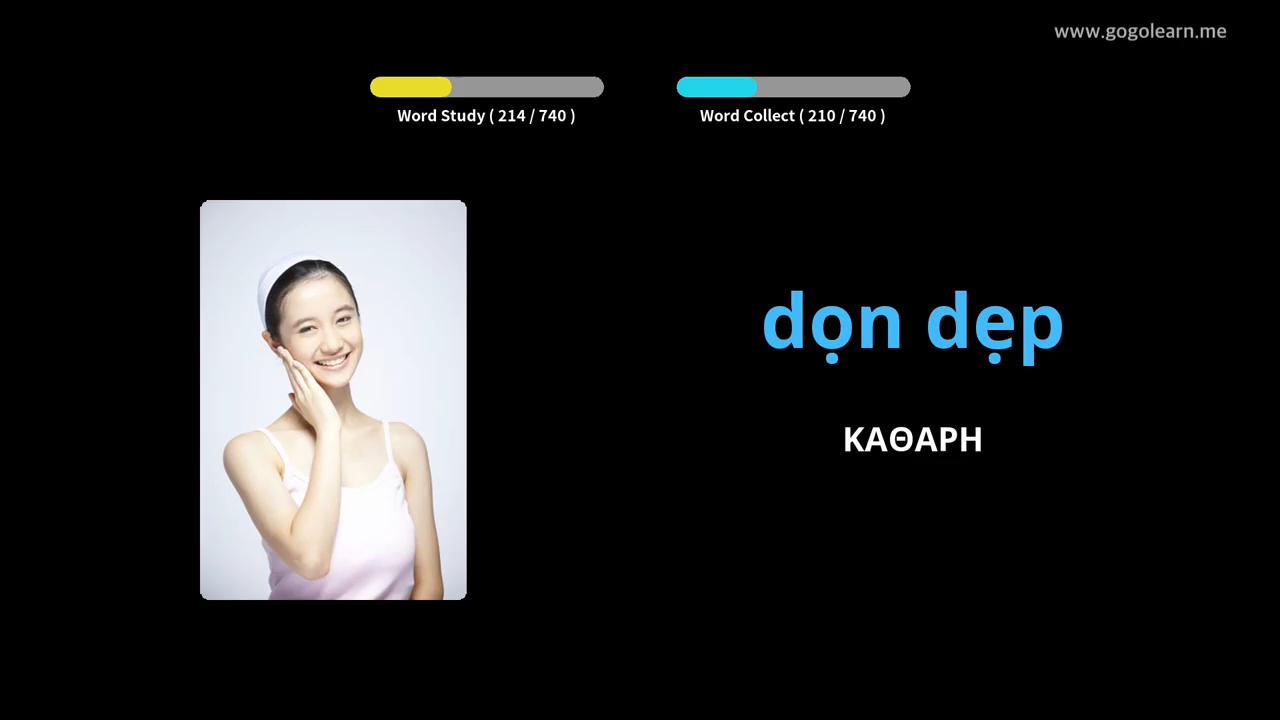 www.gogolearn.me
Word Study ( 214 / 740 )
Word Collect ( 210 / 740 )
dọn dẹp
ΚΑΘΑΡΗ